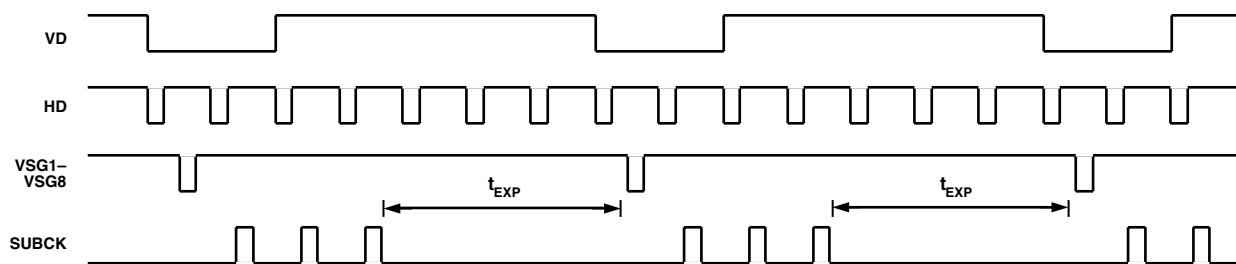 VD
HD
VSG1–
VSG8
tEXP
tEXP
SUBCK